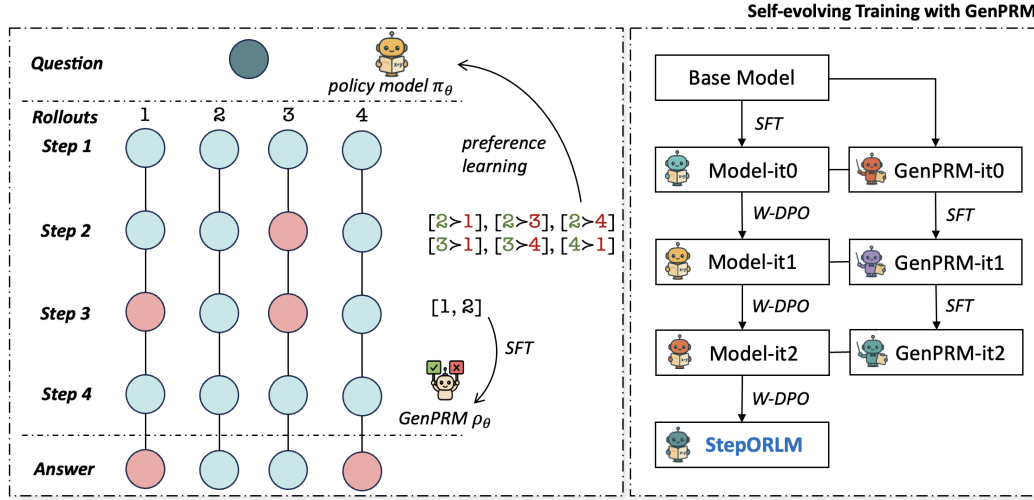 Self-evolving Training with GenPRM
Question
policy model πθ
Rollouts 1 2 3 4
Step 1
preference
learning
Step 2
[2≻1], [2≻3], [2≻4]
[3≻1], [3≻4], [4≻1]
Step 3
[1, 2]
SFT
Step 4
GenPRM ρθ
Answer
Base Model
SFT
Model-it0
GenPRM-it0
W-DPO
SFT
Model-it1
GenPRM-it1
W-DPO
SFT
Model-it2
GenPRM-it2
W-DPO
StepORLM